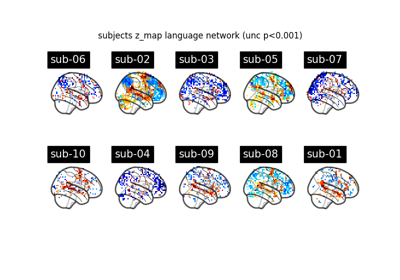 subjects z_map language network (unc p<0.001)
sub-06 sub-02 sub-03 sub-05 sub-07
sub-10 sub-04 sub-09 sub-08 sub-01